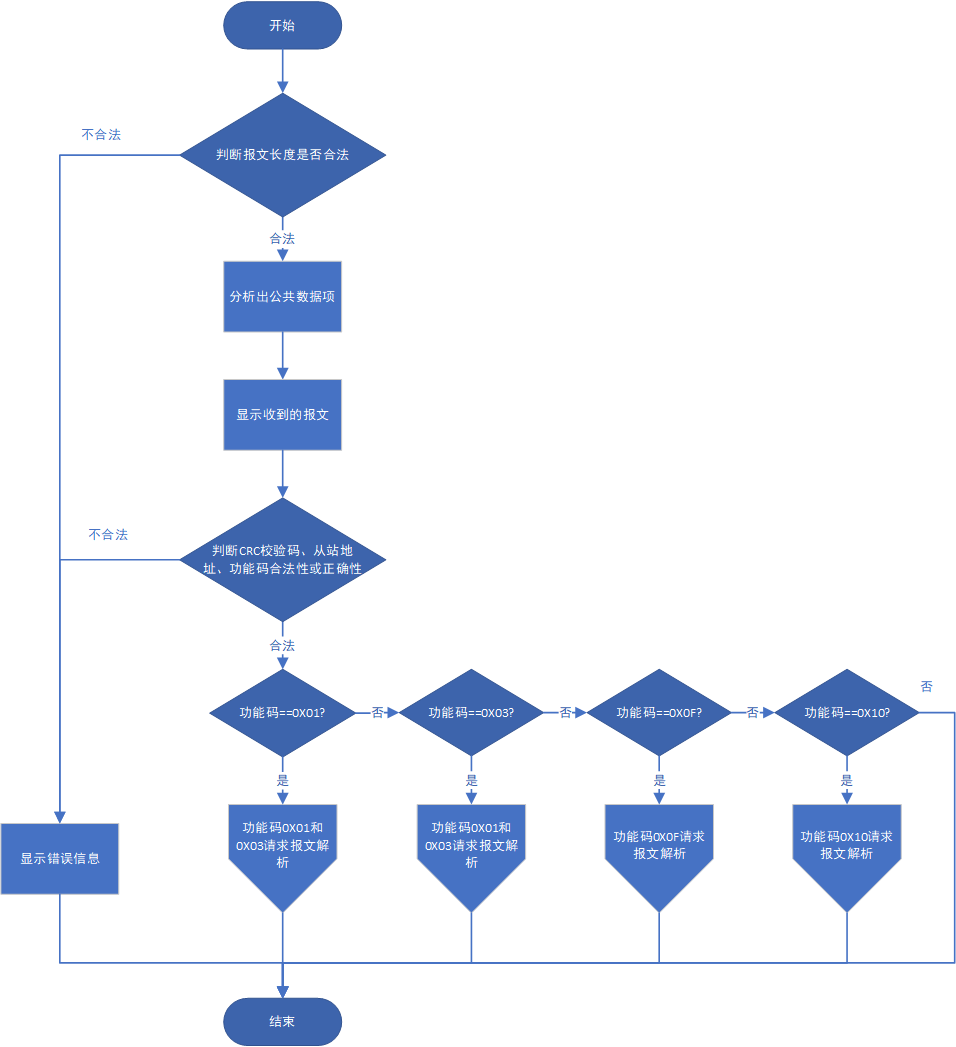 开始
不合法
判断报文长度是否合法
合法
分析出公共数据项
显示收到的报文
不合法
判断CRC校验码、从站地
址、功能码合法性或正确性
合法
功能码==0X01?
否
功能码==0X03?
否
功能码==0X0F?
否
功能码==0X10?
否
是
是
是
是
功能码0X01和
0X03请求报文解
析
功能码0X01和
0X03请求报文解
析
功能码0X0F请求
报文解析
功能码0X10请求
报文解析
显示错误信息
结束